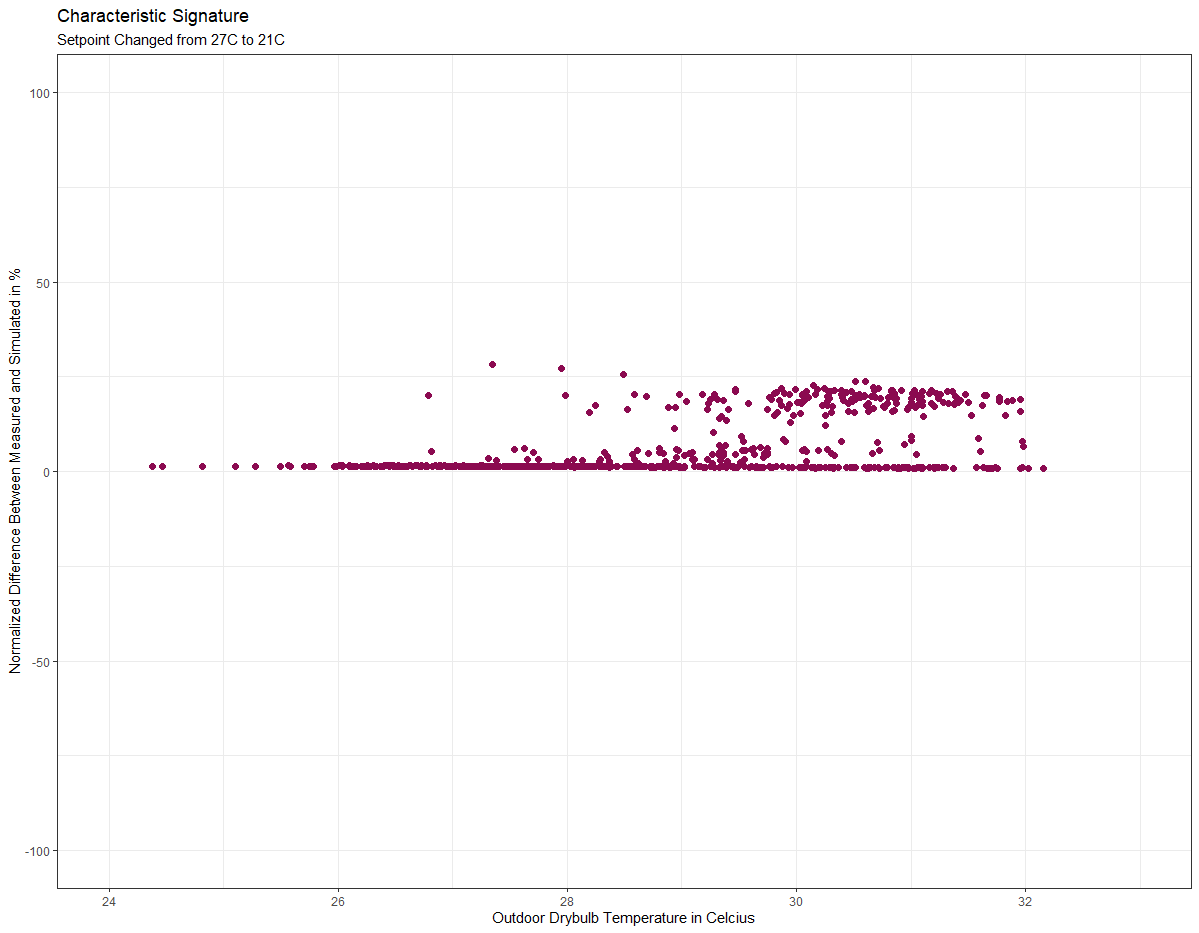 Characteristic Signature
Setpoint Changed from 27C to 21C
Normalized Difference Between Measured and Simulated in %
100
50
0
-50
-100
24
26
28
30
32
Outdoor Drybulb Temperature in Celcius